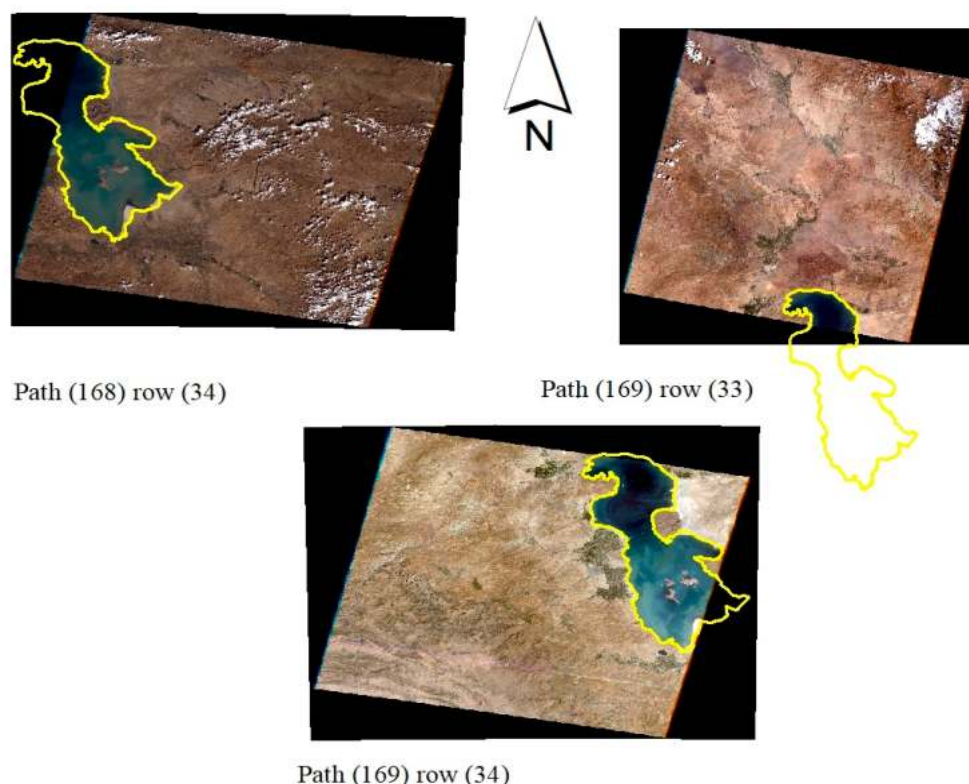 N
Path (168) row (34)
Path (169) row (33)
Path (169) row (34)